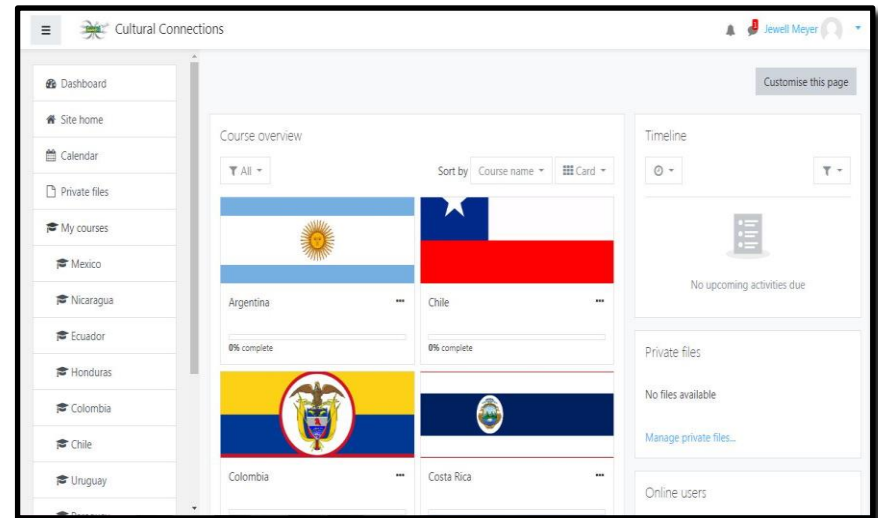 Cultural Connections
1
Jewell Meyer
Customise this page
Dashboard
Site home
Calendar
Private files
My courses
Mexico
Nicaragua
Ecuador
Honduras
Colombia
Chile
Uruguay
Paraguay
Course overview
All
Sort by Course name
Card
Argentina
0% complete
Chile
0% complete
Colombia
Costa Rica
Timeline
No upcoming activities due
Private files
No files available
Manage private files...
Online users